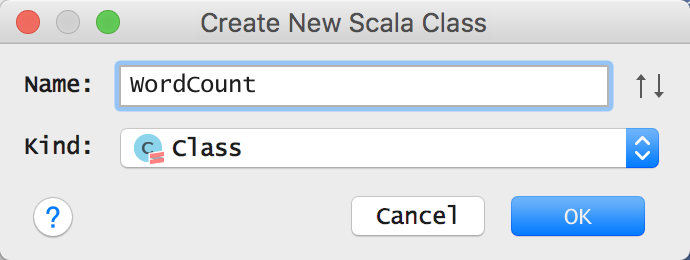 Create New Scala Class
Name: WordCount
Kind: C Class
? Cancel OK